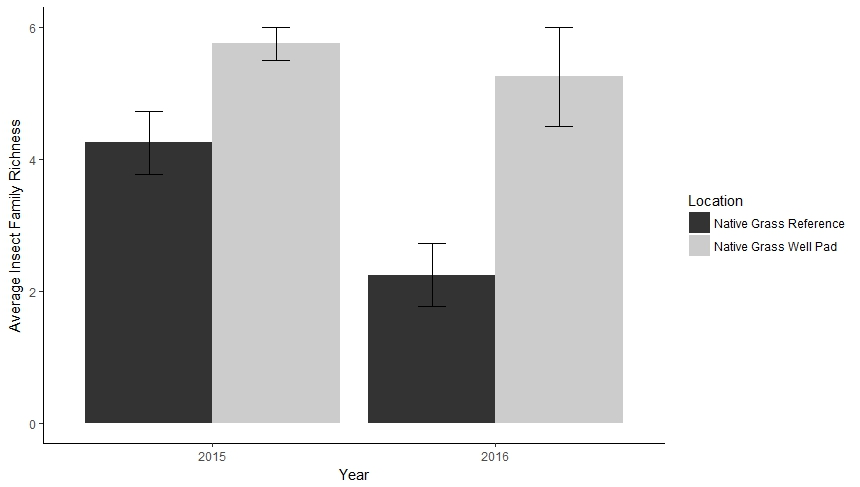 Average Insect Family Richness
6
4
2
0
2015
2016
Year
Location
Native Grass Reference
Native Grass Well Pad